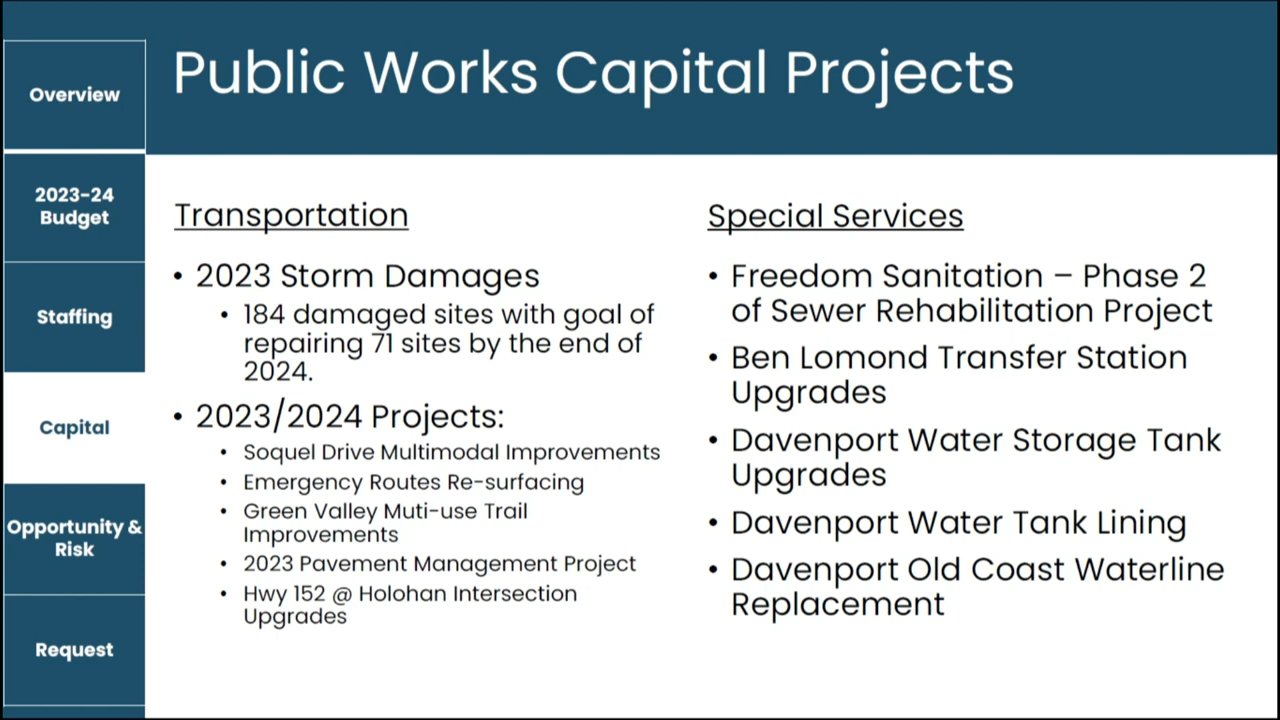 Public Works Capital Projects
Overview
2023-24
Budget
Staffing
Capital
Opportunity &
Risk
Request
Transportation
• 2023 Storm Damages
• 184 damaged sites with goal of
repairing 71 sites by the end of
2024.
• 2023/2024 Projects:
• Soquel Drive Multimodal Improvements
• Emergency Routes Re-surfacing
• Green Valley Muti-use Trail
Improvements
• 2023 Pavement Management Project
• Hwy 152 @ Holohan Intersection
Upgrades
Special Services
• Freedom Sanitation – Phase 2
of Sewer Rehabilitation Project
• Ben Lomond Transfer Station
Upgrades
• Davenport Water Storage Tank
Upgrades
• Davenport Water Tank Lining
• Davenport Old Coast Waterline
Replacement